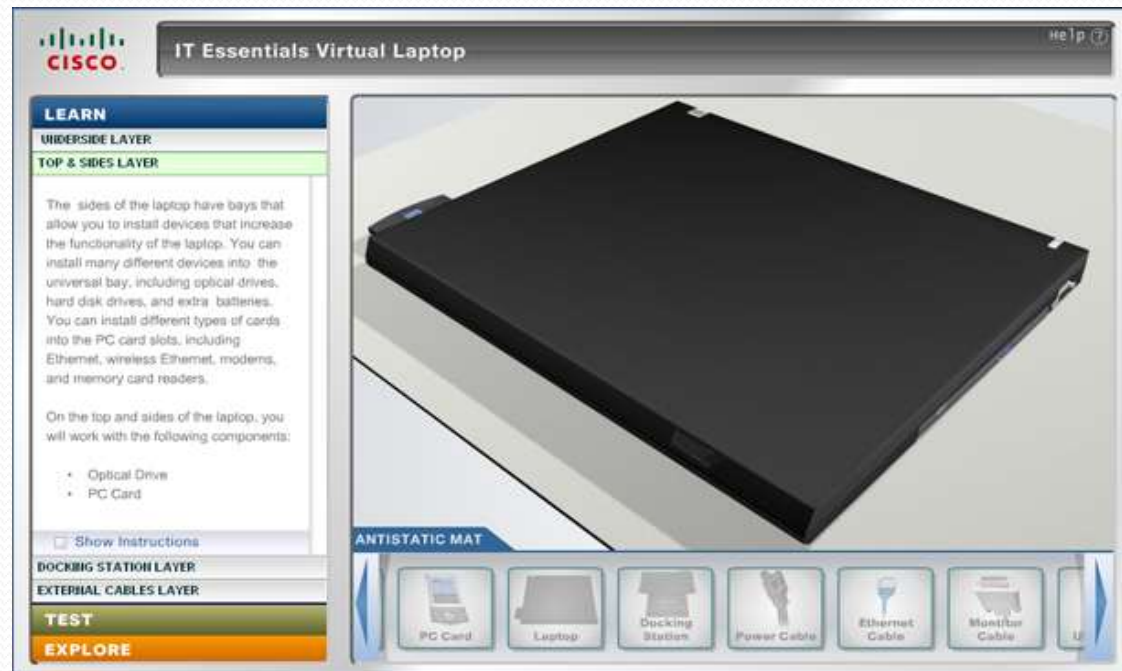 CISCO
IT Essentials Virtual Laptop
Help ?
LEARN
UNDERSIDE LAYER
TOP & SIDES LAYER
The sides of the laptop have bays that
allow you to install devices that increase
the functionality of the laptop. You can
install many different devices into the
universal bay, including optical drives,
hard disk drives, and extra batteries.
You can install different types of cards
into the PC card slots, including
Ethernet, wireless Ethernet, modems,
and memory card readers.
On the top and sides of the laptop, you
will work with the following components:
• Optical Drive
• PC Card
Show Instructions
DOCKING STATION LAYER
EXTERNAL CABLES LAYER
TEST
EXPLORE
ANTISTATIC MAT
PC Card
Laptop
Docking
Station
Power Cable
Ethernet
Cable
Monitor
Cable